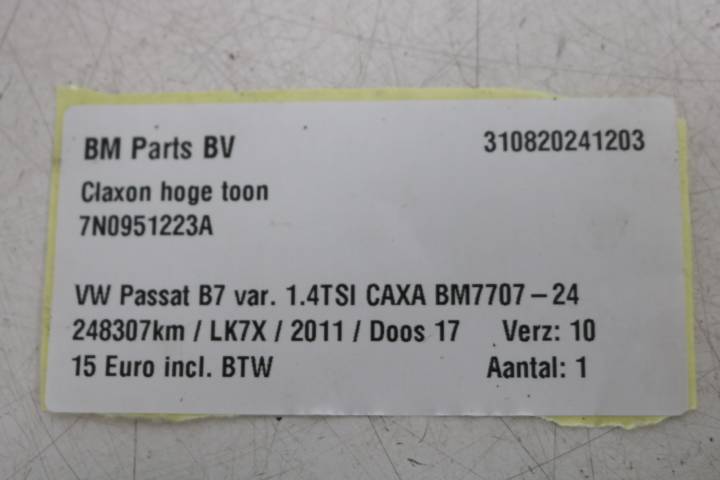 BM Parts BV 310820241203
Claxon hoge toon
7N0951223A
VW Passat B7 var. 1.4TSI CAXA BM7707-24
248307km / LK7X / 2011 / Doos 17 Verz: 10
15 Euro incl. BTW Aantal: 1